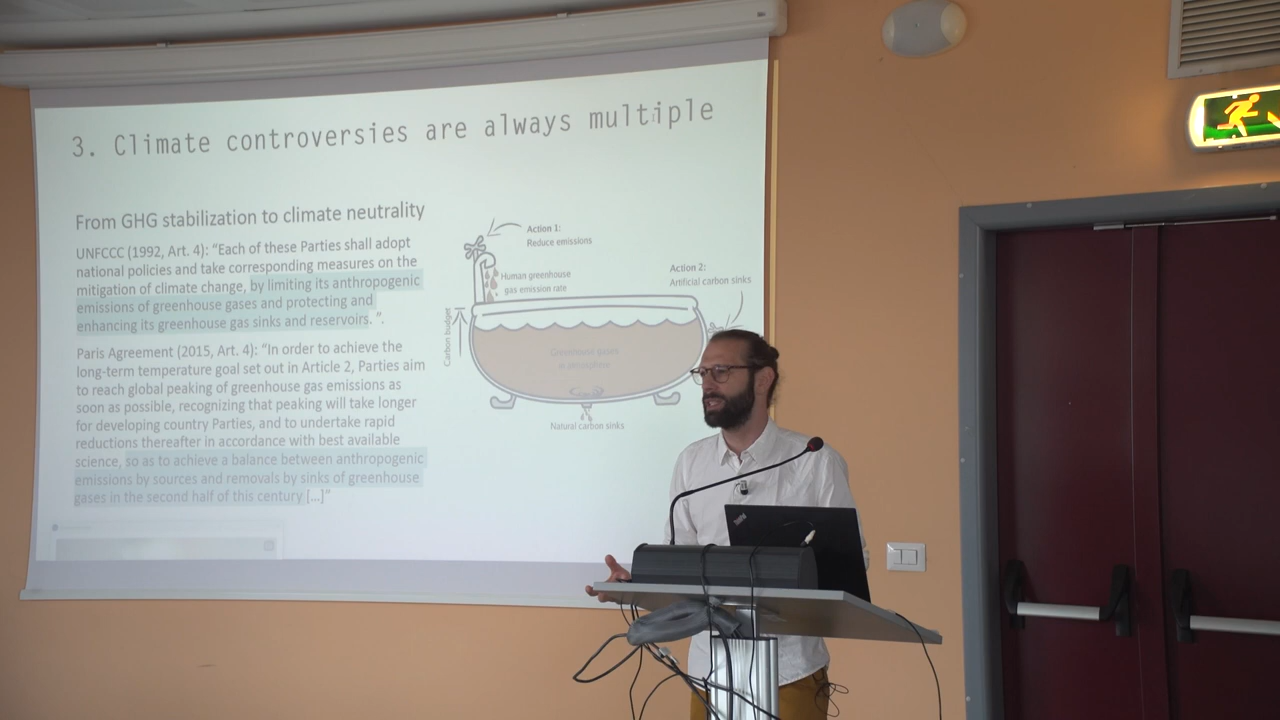 3. Climate controversies are always multiple
From GHG stabilization to climate neutrality
UNFCCC (1992, Art. 4): “Each of these Parties shall adopt
national policies and take corresponding measures on the
mitigation of climate change, by limiting its anthropogenic
emissions of greenhouse gases and protecting and
enhancing its greenhouse gas sinks and reservoirs. ”.
Paris Agreement (2015, Art. 4): “In order to achieve the
long-term temperature goal set out in Article 2, Parties aim
to reach global peaking of greenhouse gas emissions as
soon as possible, recognizing that peaking will take longer
for developing country Parties, and to undertake rapid
reductions thereafter in accordance with best available
science, so as to achieve a balance between anthropogenic
emissions by sources and removals by sinks of greenhouse
gases in the second half of this century […]”
Action 1:
Reduce emissions
Human greenhouse
gas emission rate
Action 2:
Artificial carbon sinks
Carbon budget
Greenhouse gases
in atmosphere
Natural carbon sinks